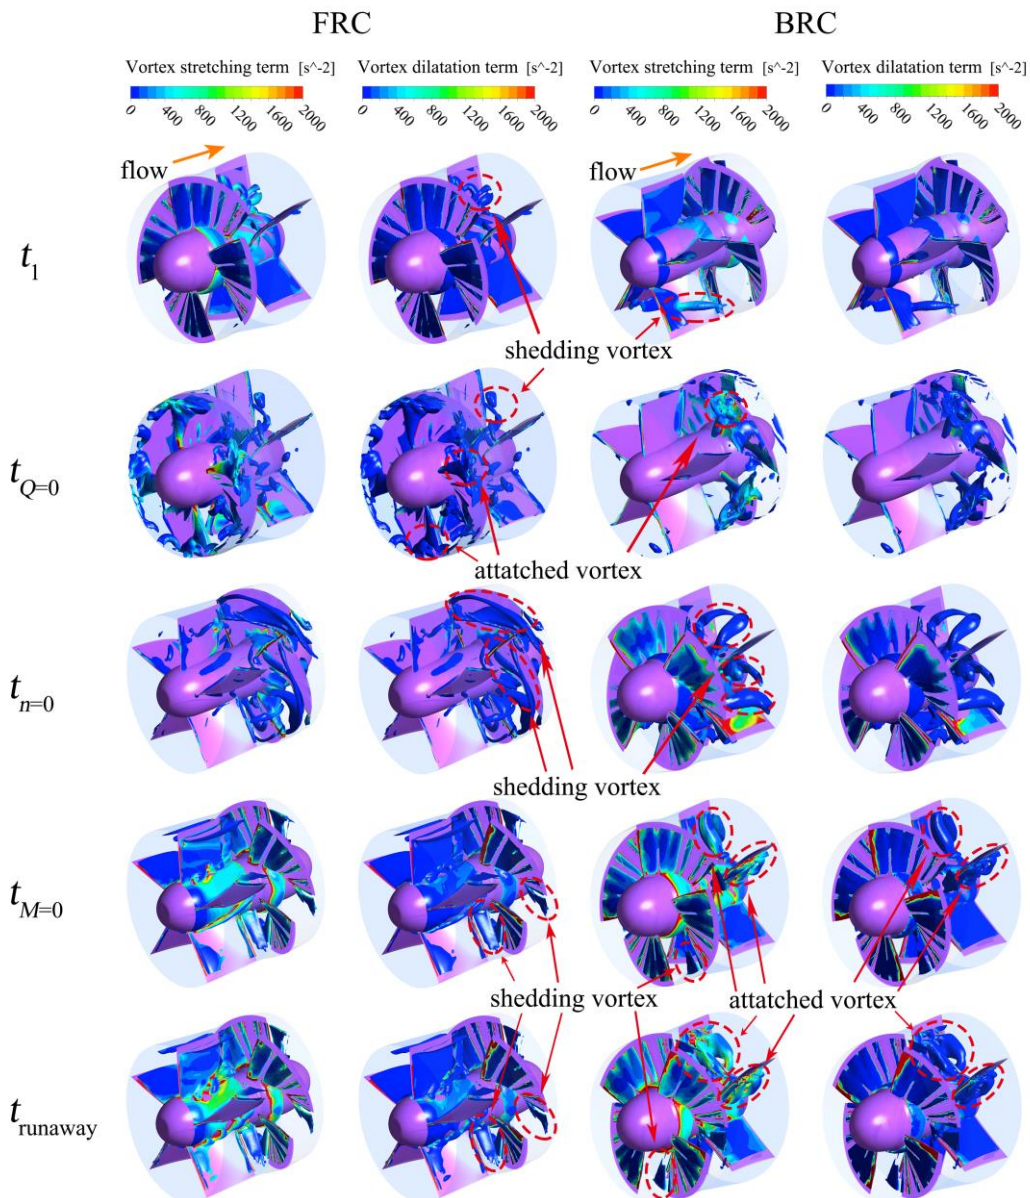 FRC BRC
Vortex stretching term [s^-2] Vortex dilatation term [s^-2] Vortex stretching term [s^-2] Vortex dilatation term [s^-2]
0 400 800 1200 1600 2000 0 400 800 1200 1600 2000 0 400 800 1200 1600 2000 0 400 800 1200 1600 2000
flow flow
t1
shedding vortex
tQ=0
attatched vortex
tn=0
shedding vortex
tM=0
shedding vortex attatched vortex
trunaway